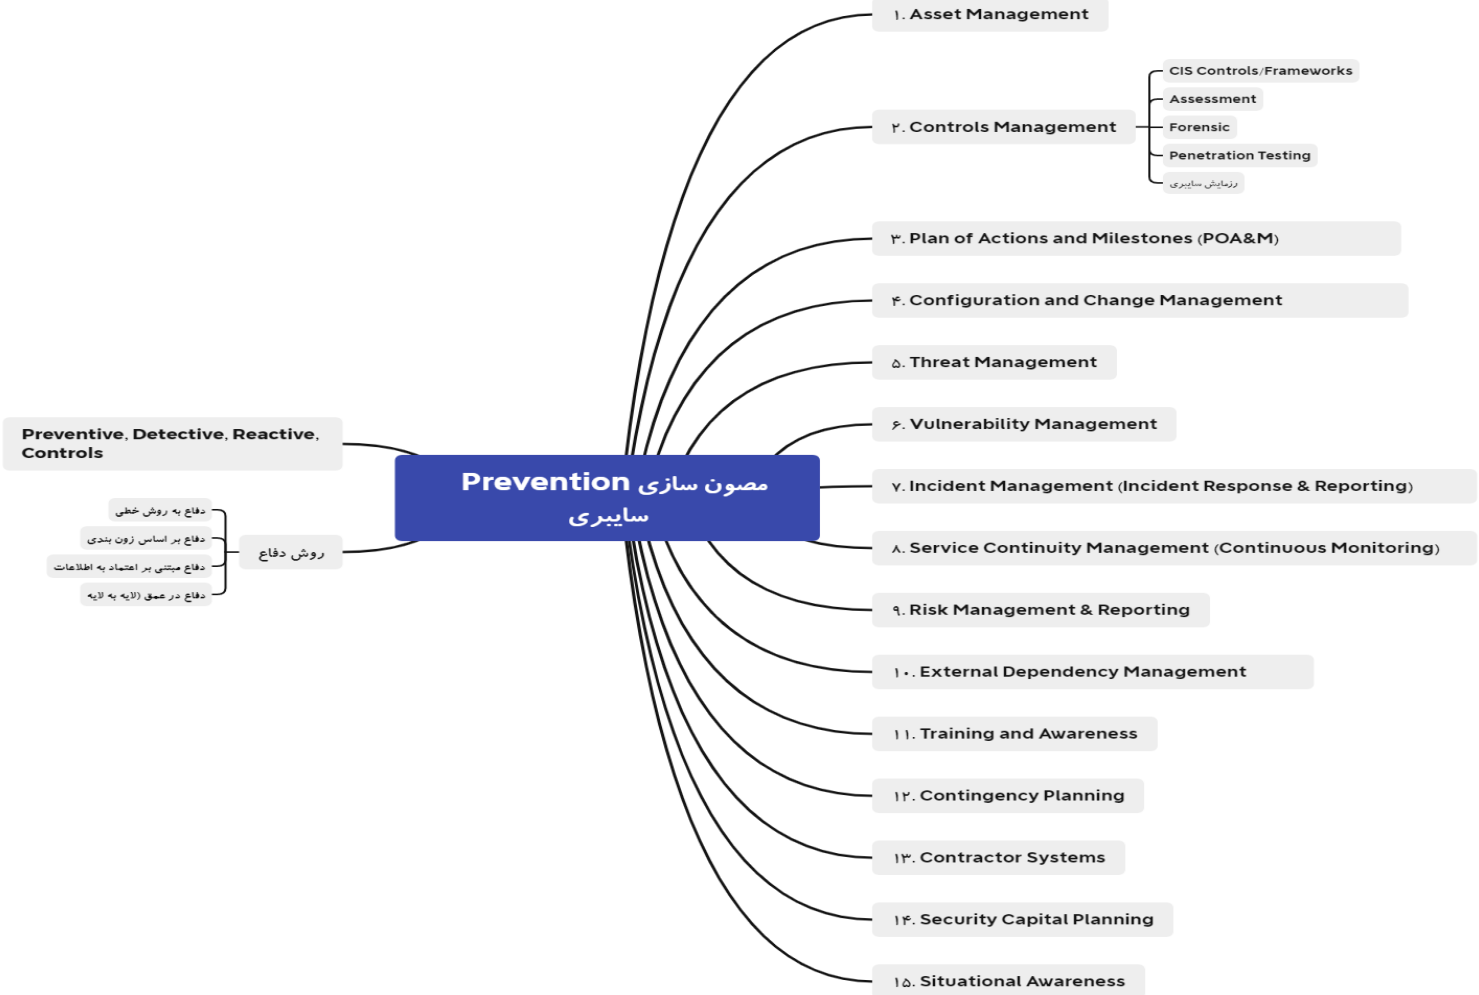 ۱. Asset Management
۲. Controls Management
CIS Controls/Frameworks
Assessment
Forensic
Penetration Testing
رزمایش سایبری
۳. Plan of Actions and Milestones (POA&M)
۴. Configuration and Change Management
۵. Threat Management
۶. Vulnerability Management
۷. Incident Management (Incident Response & Reporting)
۸. Service Continuity Management (Continuous Monitoring)
۹. Risk Management & Reporting
۱۰. External Dependency Management
۱۱. Training and Awareness
۱۲. Contingency Planning
۱۳. Contractor Systems
۱۴. Security Capital Planning
۱۵. Situational Awareness
Prevention مصون سازی
سایبری
Preventive, Detective, Reactive,
Controls
روش دفاع
دفاع به روش خطی
دفاع بر اساس زون بندی
دفاع مبتنی بر اعتماد به اطلاعات
دفاع در عمق (لایه به لایه